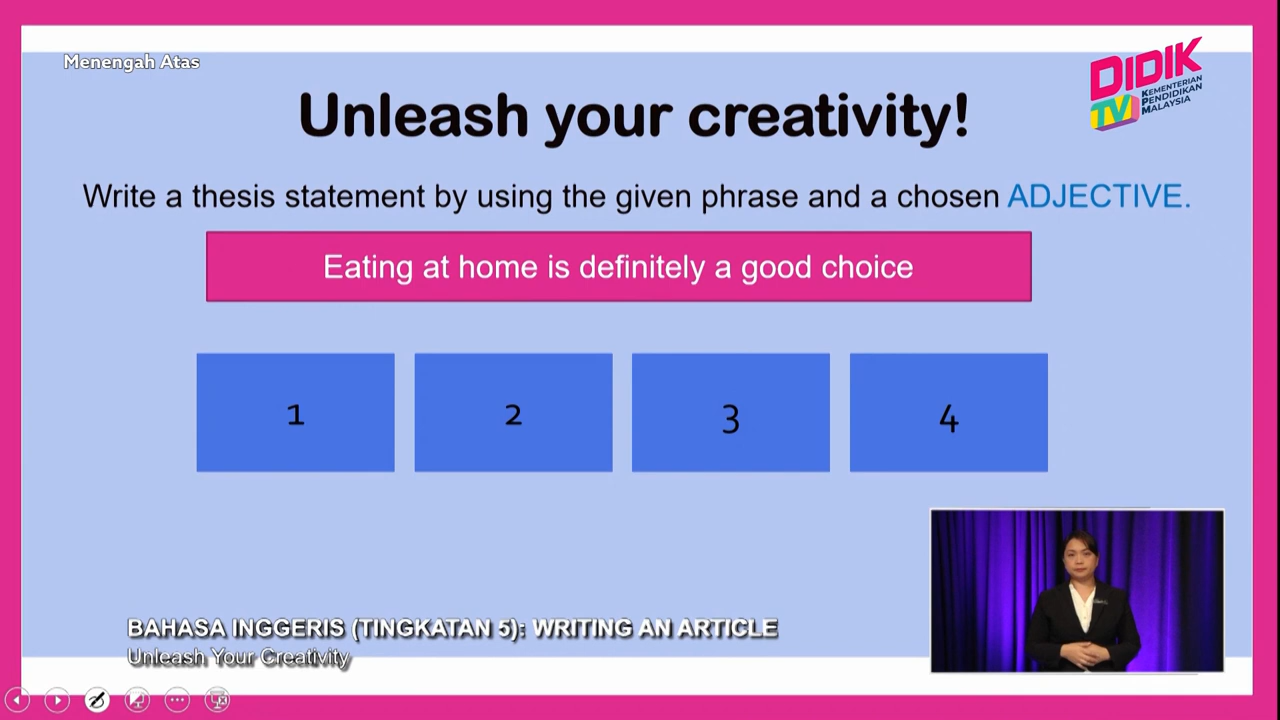 Menengah Atas
DIDIK
TV
KEMENTERIAN
PENDIDIKAN
MALAYSIA
Unleash your creativity!
Write a thesis statement by using the given phrase and a chosen ADJECTIVE.
Eating at home is definitely a good choice
1
2
3
4
BAHASA INGGERIS (TINGKATAN 5): WRITING AN ARTICLE
Unleash Your Creativity